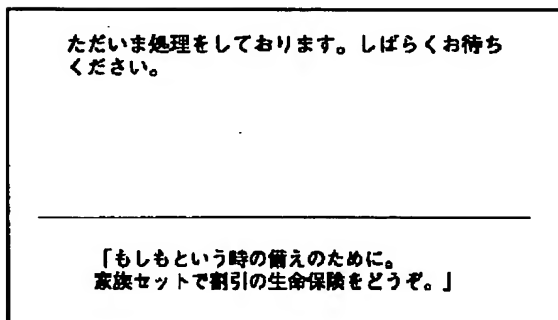 ただいま処理をしております。しばらくお待ち
ください。
「もしもという時の備えのために。
家族セットで割引の生命保険をどうぞ。」